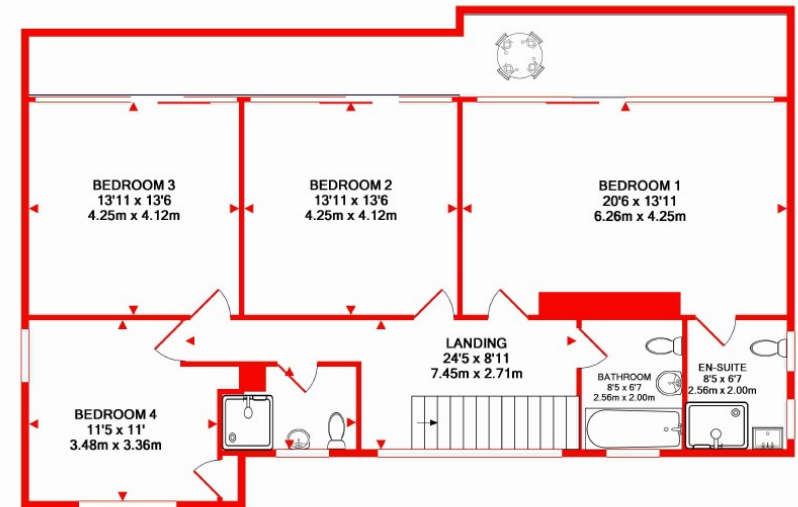 BEDROOM 3
13'11 x 13'6
4.25m x 4.12m
BEDROOM 2
13'11 x 13'6
4.25m x 4.12m
BEDROOM 1
20'6 x 13'11
6.26m x 4.25m
LANDING
24'5 x 8'11
7.45m x 2.71m
BATHROOM
8'5 x 6'7
2.56m x 2.00m
EN-SUITE
8'5 x 6'7
2.56m x 2.00m
BEDROOM 4
11'5 x 11'
3.48m x 3.36m